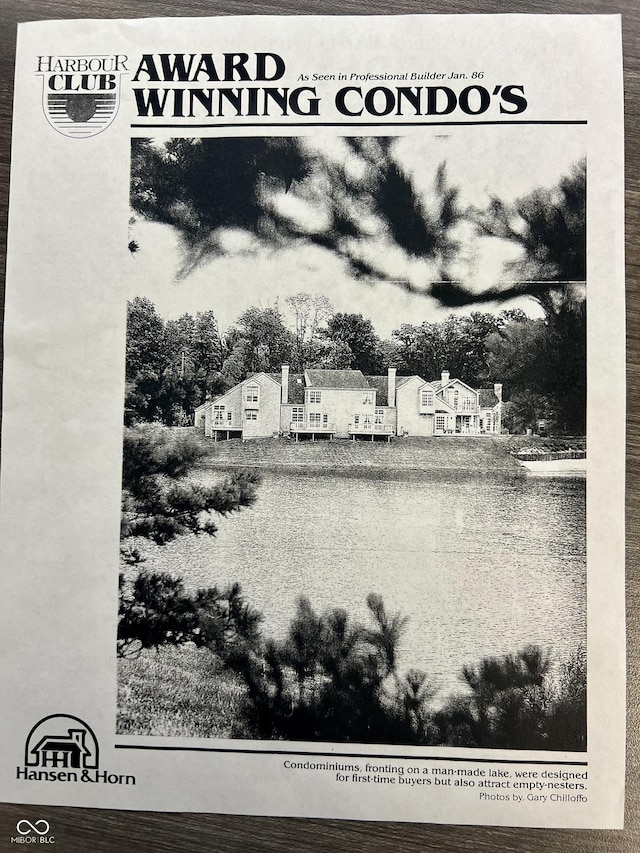 HARBOUR
CLUB
AWARD
As Seen in Professional Builder Jan. 86
WINNING CONDO'S
Hansen & Horn
Condominiums, fronting on a man-made lake, were designed
for first-time buyers but also attract empty-nesters.
Photos by, Gary Chilloffo
MIBOR BLC